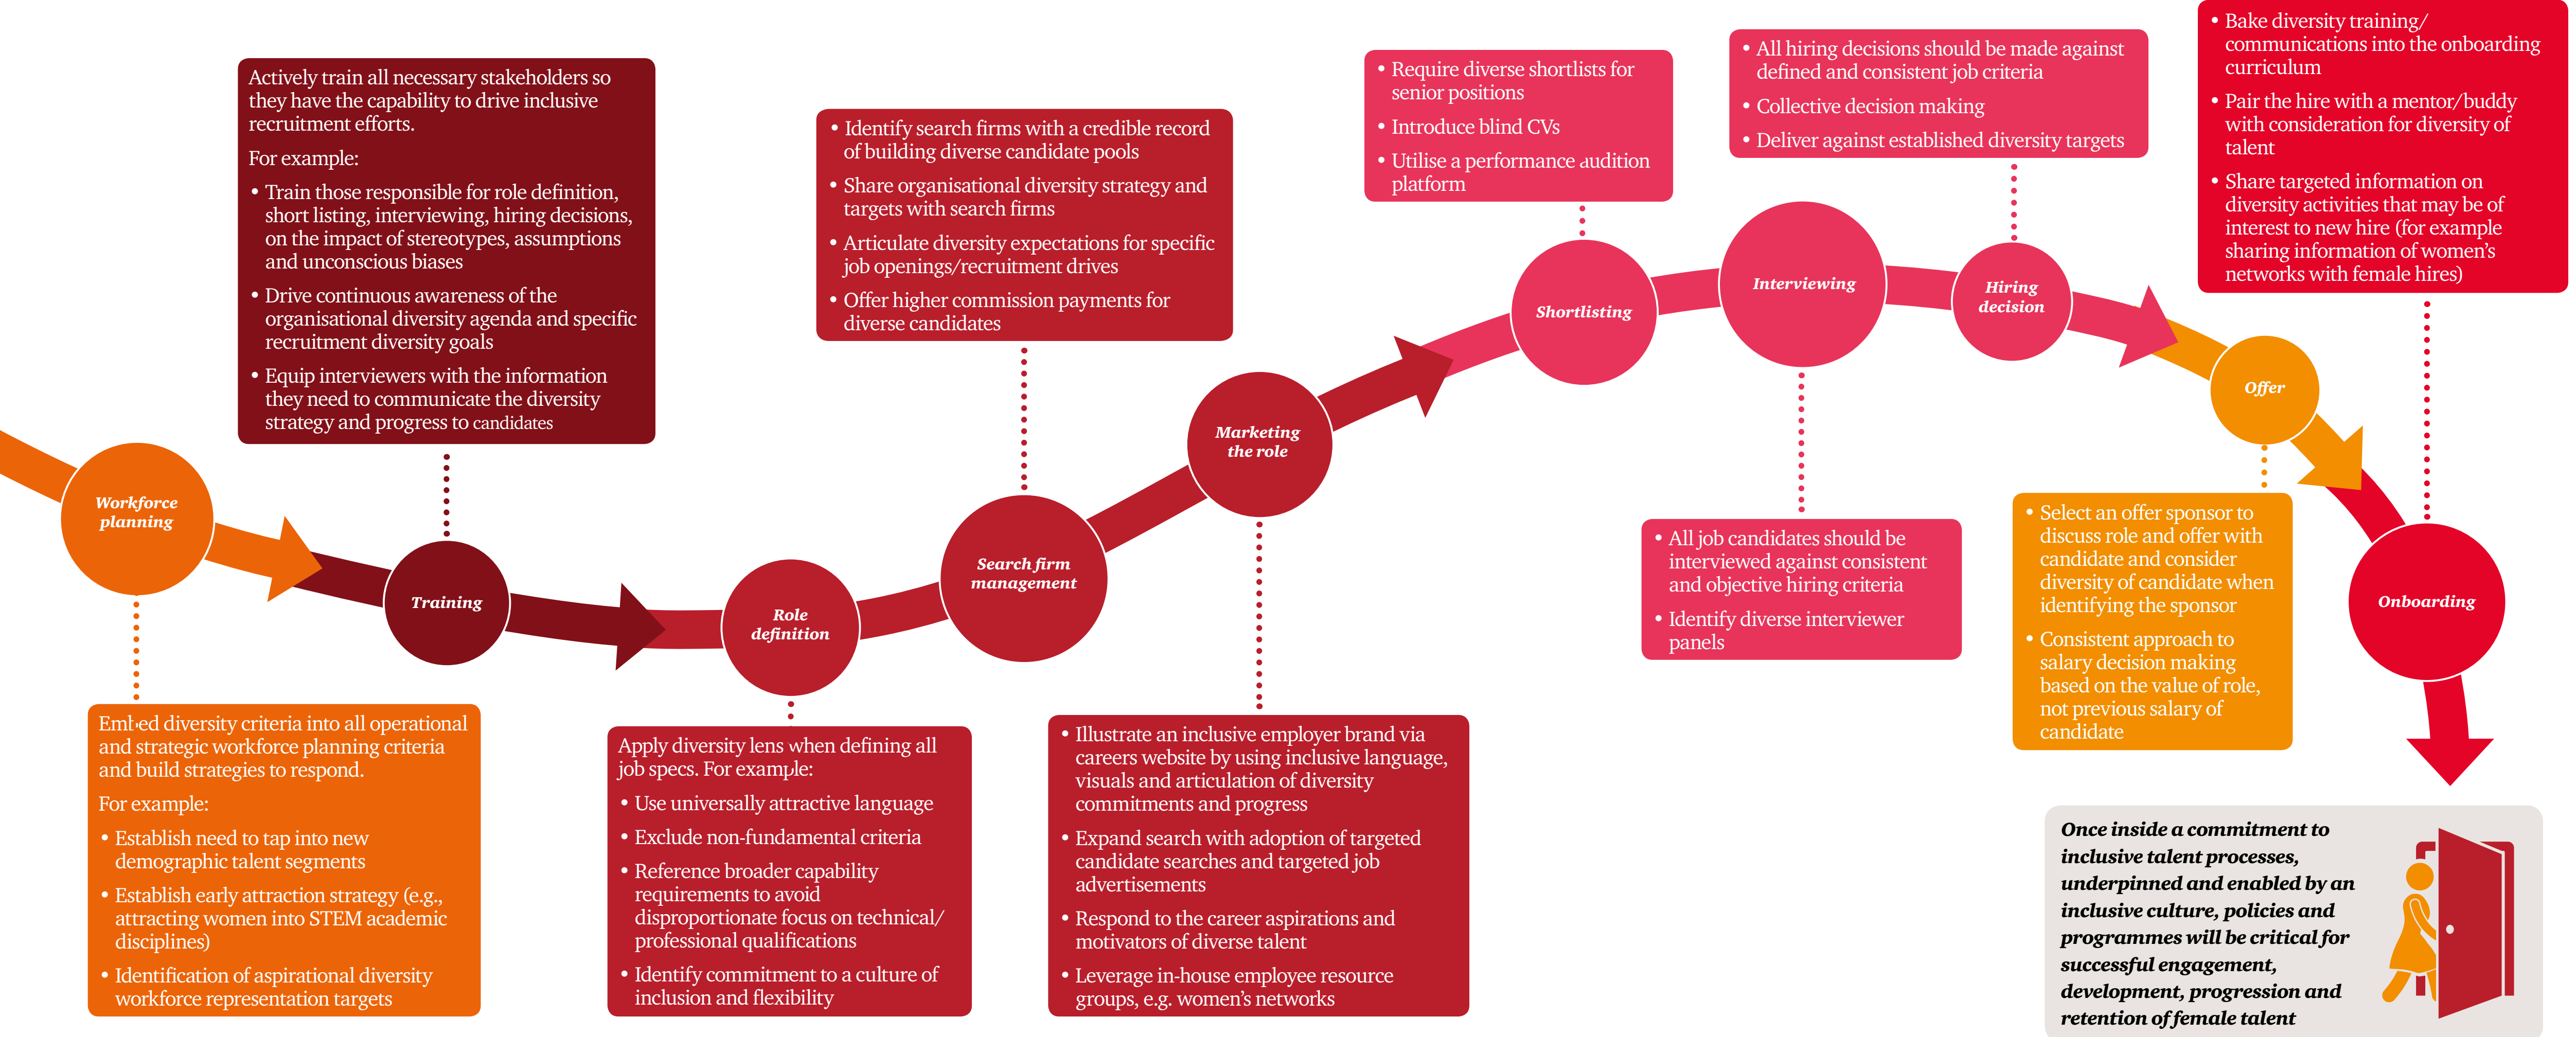 Workforce
planning
Embed diversity criteria into all operational
and strategic workforce planning criteria
and build strategies to respond.
For example:
• Establish need to tap into new
demographic talent segments
• Establish early attraction strategy (e.g.,
attracting women into STEM academic
disciplines)
• Identification of aspirational diversity
workforce representation targets
Actively train all necessary stakeholders so
they have the capability to drive inclusive
recruitment efforts.
For example:
• Train those responsible for role definition,
short listing, interviewing, hiring decisions,
on the impact of stereotypes, assumptions
and unconscious biases
• Drive continuous awareness of the
organisational diversity agenda and specific
recruitment diversity goals
• Equip interviewers with the information
they need to communicate the diversity
strategy and progress to candidates
Training
Role
definition
Apply diversity lens when defining all
job specs. For example:
• Use universally attractive language
• Exclude non-fundamental criteria
• Reference broader capability
requirements to avoid
disproportionate focus on technical/
professional qualifications
• Identify commitment to a culture of
inclusion and flexibility
• Identify search firms with a credible record
of building diverse candidate pools
• Share organisational diversity strategy and
targets with search firms
• Articulate diversity expectations for specific
job openings/recruitment drives
• Offer higher commission payments for
diverse candidates
Search firm
management
Marketing
the role
• Illustrate an inclusive employer brand via
careers website by using inclusive language,
visuals and articulation of diversity
commitments and progress
• Expand search with adoption of targeted
candidate searches and targeted job
advertisements
• Respond to the career aspirations and
motivators of diverse talent
• Leverage in-house employee resource
groups, e.g. women’s networks
• Require diverse shortlists for
senior positions
• Introduce blind CVs
• Utilise a performance audition
platform
Shortlisting
Interviewing
• All job candidates should be
interviewed against consistent
and objective hiring criteria
• Identify diverse interviewer
panels
• All hiring decisions should be made against
defined and consistent job criteria
• Collective decision making
• Deliver against established diversity targets
Hiring
decision
Offer
• Select an offer sponsor to
discuss role and offer with
candidate and consider
diversity of candidate when
identifying the sponsor
• Consistent approach to
salary decision making
based on the value of role,
not previous salary of
candidate
• Bake diversity training/
communications into the onboarding
curriculum
• Pair the hire with a mentor/buddy
with consideration for diversity of
talent
• Share targeted information on
diversity activities that may be of
interest to new hire (for example
sharing information of women’s
networks with female hires)
Onboarding
Once inside a commitment to
inclusive talent processes,
underpinned and enabled by an
inclusive culture, policies and
programmes will be critical for
successful engagement,
development, progression and
retention of female talent